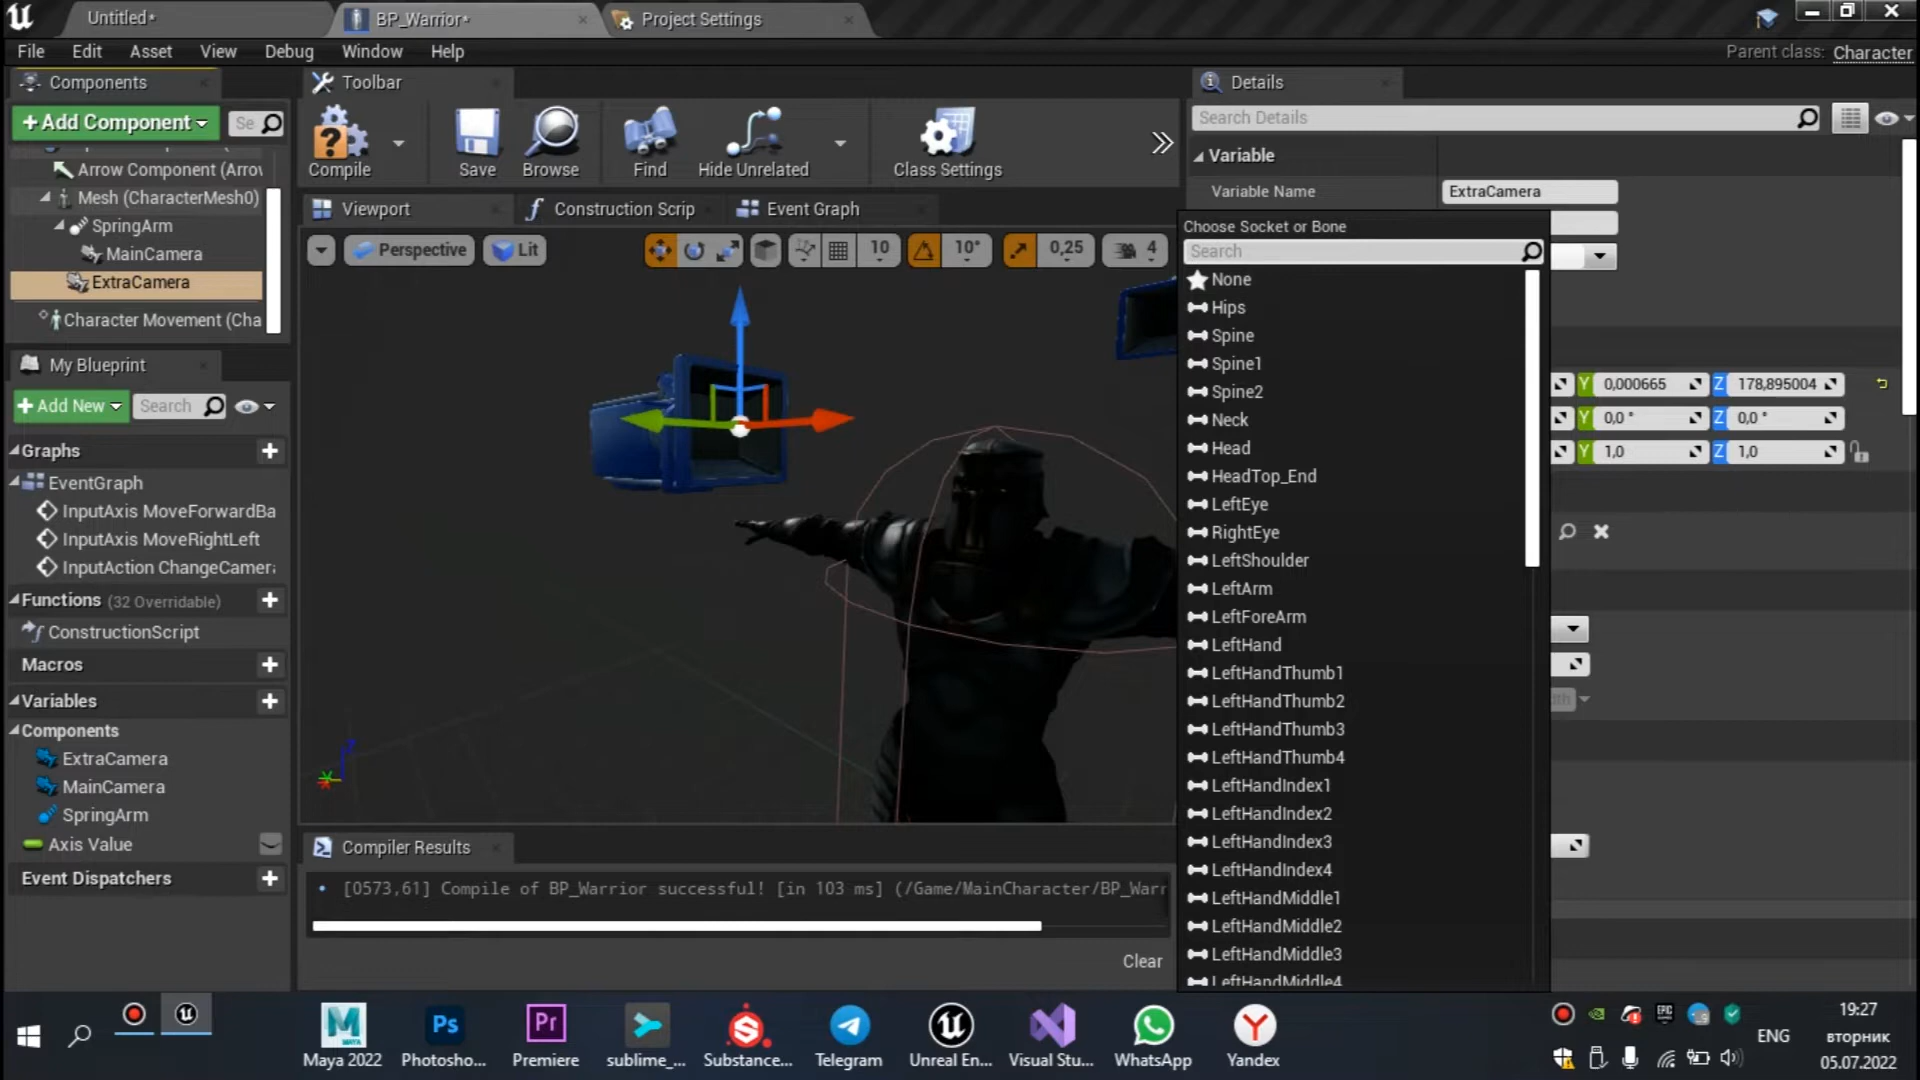 Untitled*
BP_Warrior*
Project Settings
File
Edit
Asset
View
Debug
Window
Help
Parent class:
Character
Components
+Add Component
Se
Arrow Component (Arrow
Mesh (CharacterMesh0)
SpringArm
MainCamera
ExtraCamera
Character Movement (Cha
My Blueprint
+Add New
Search
Graphs
EventGraph
InputAxis MoveForwardBa
InputAxis MoveRightLeft
InputAction ChangeCamera
Functions (32 Overridable)
ConstructionScript
Macros
Variables
Components
ExtraCamera
MainCamera
SpringArm
Axis Value
Event Dispatchers
Toolbar
Compile
Save
Browse
Find
Hide Unrelated
Class Settings
Viewport
Construction Scrip
Event Graph
Perspective
Lit
10
10°
0,25
4
Compiler Results
[0573,61] Compile of BP_Warrior successful! [in 103 ms] (/Game/MainCharacter/BP_Warr
Clear
Details
Search Details
Variable
Variable Name
ExtraCamera
Choose Socket or Bone
Search
None
Hips
Spine
Spine1
Spine2
Neck
Head
HeadTop_End
LeftEye
RightEye
LeftShoulder
LeftArm
LeftForeArm
LeftHand
LeftHandThumb1
LeftHandThumb2
LeftHandThumb3
LeftHandThumb4
LeftHandIndex1
LeftHandIndex2
LeftHandIndex3
LeftHandIndex4
LeftHandMiddle1
LeftHandMiddle2
LeftHandMiddle3
LeftHandMiddle4
Y 0,000665 Z 178,895004
Y 0,0 ° Z 0,0 °
Y 1,0 Z 1,0
Maya 2022
Photosho...
Premiere
sublime_...
Substance...
Telegram
Unreal En...
Visual Stu...
WhatsApp
Yandex
ENG
19:27
вторник
05.07.2022